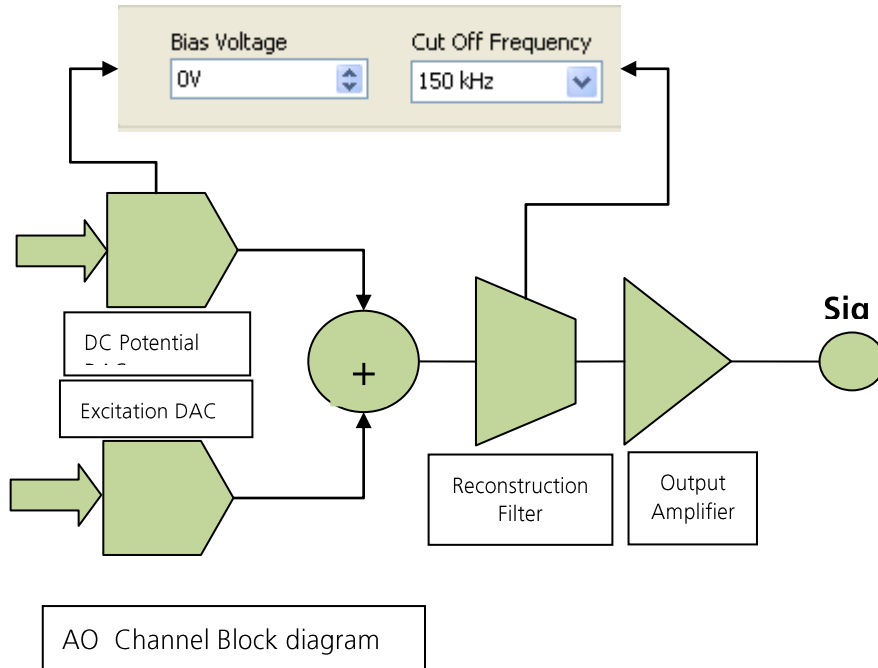 Bias Voltage
Cut Off Frequency
0V
150 kHz
DC Potential
Excitation DAC
+
Reconstruction
Filter
Output
Amplifier
AO Channel Block diagram